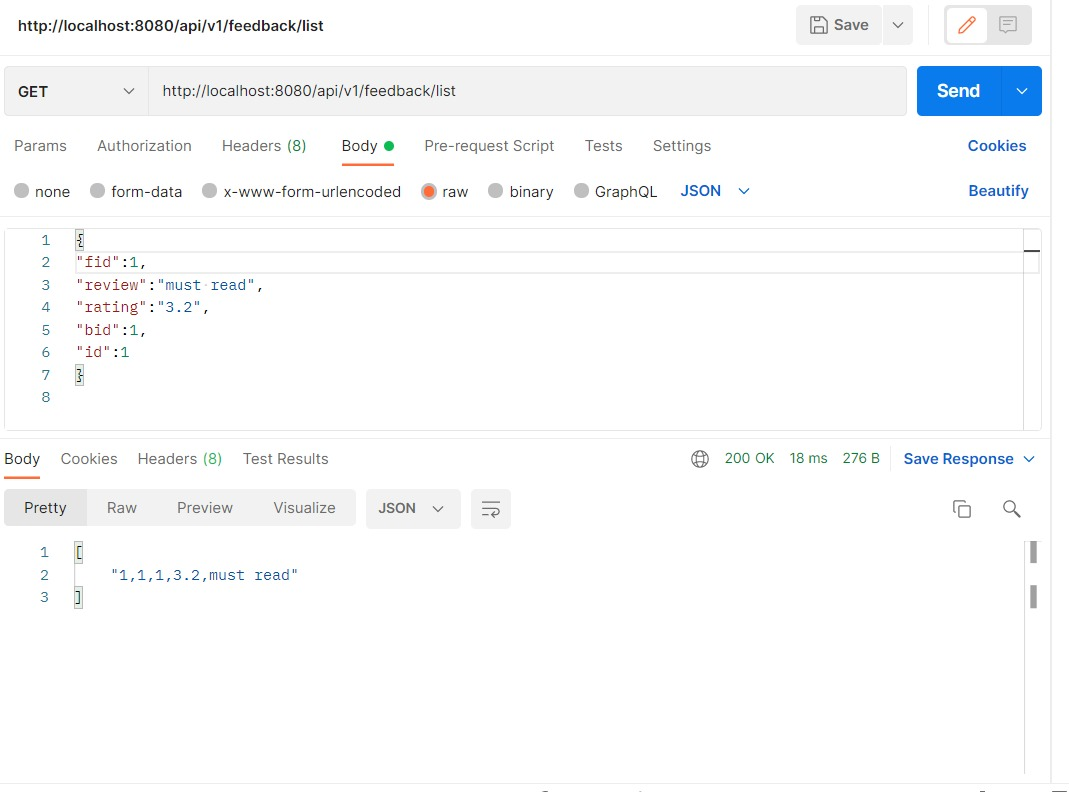 http://localhost:8080/api/v1/feedback/list
Save
GET
http://localhost:8080/api/v1/feedback/list
Send
Params Authorization Headers (8) Body Pre-request Script Tests Settings Cookies
none form-data x-www-form-urlencoded raw binary GraphQL JSON Beautify
1 {
2 "fid":1,
3 "review":"must read",
4 "rating":"3.2",
5 "bid":1,
6 "id":1
7 }
8
Body Cookies Headers (8) Test Results 200 OK 18 ms 276 B Save Response
Pretty Raw Preview Visualize JSON
1 [
2 "1,1,1,3.2,must read"
3 ]